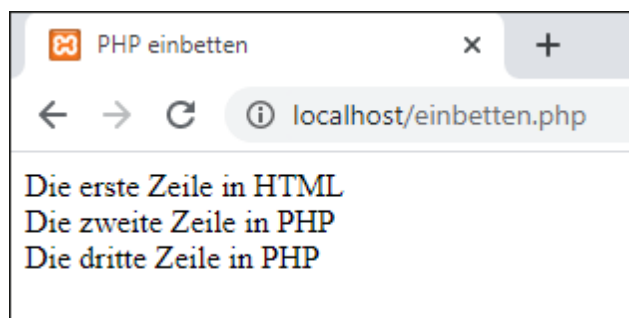 PHP einbetten
localhost/einbetten.php
Die erste Zeile in HTML
Die zweite Zeile in PHP
Die dritte Zeile in PHP